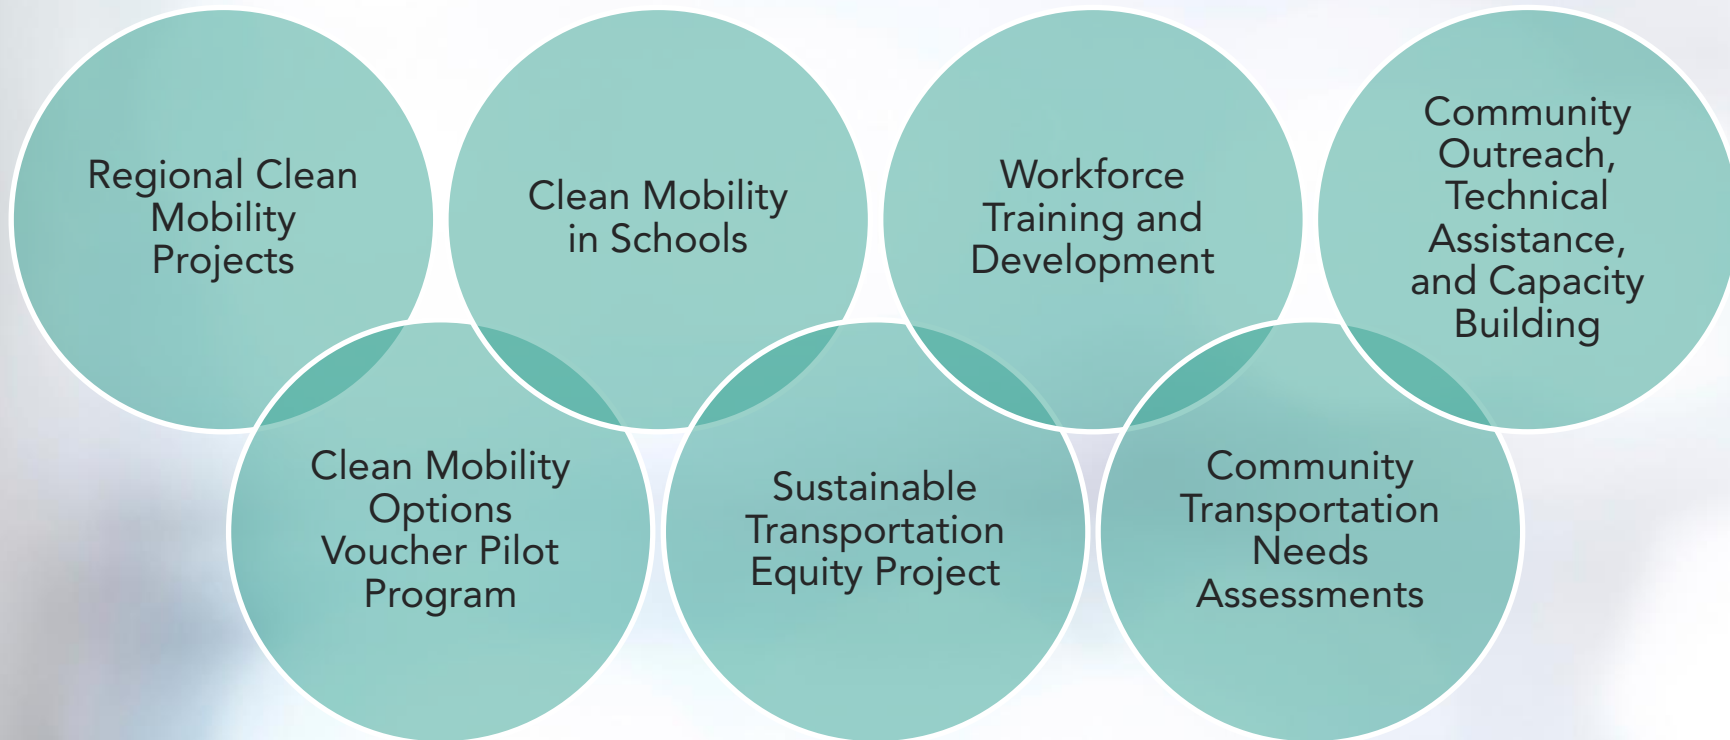 Regional Clean
Mobility
Projects
Clean Mobility
in Schools
Workforce
Training and
Development
Community
Outreach,
Technical
Assistance,
and Capacity
Building
Clean Mobility
Options
Voucher Pilot
Program
Sustainable
Transportation
Equity Project
Community
Transportation
Needs
Assessments